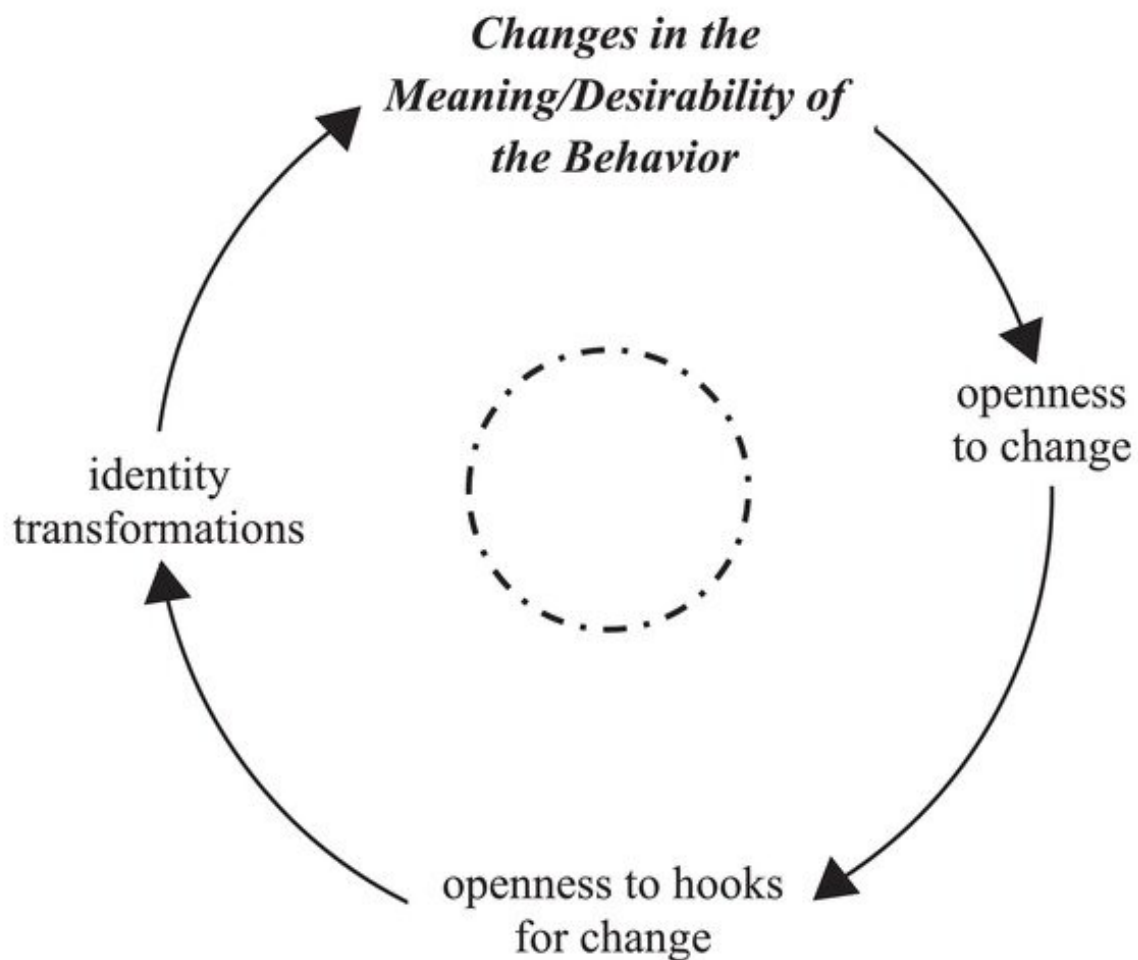 Changes in the
Meaning/Desirability of
the Behavior
openness
to change
openness to hooks
for change
identity
transformations